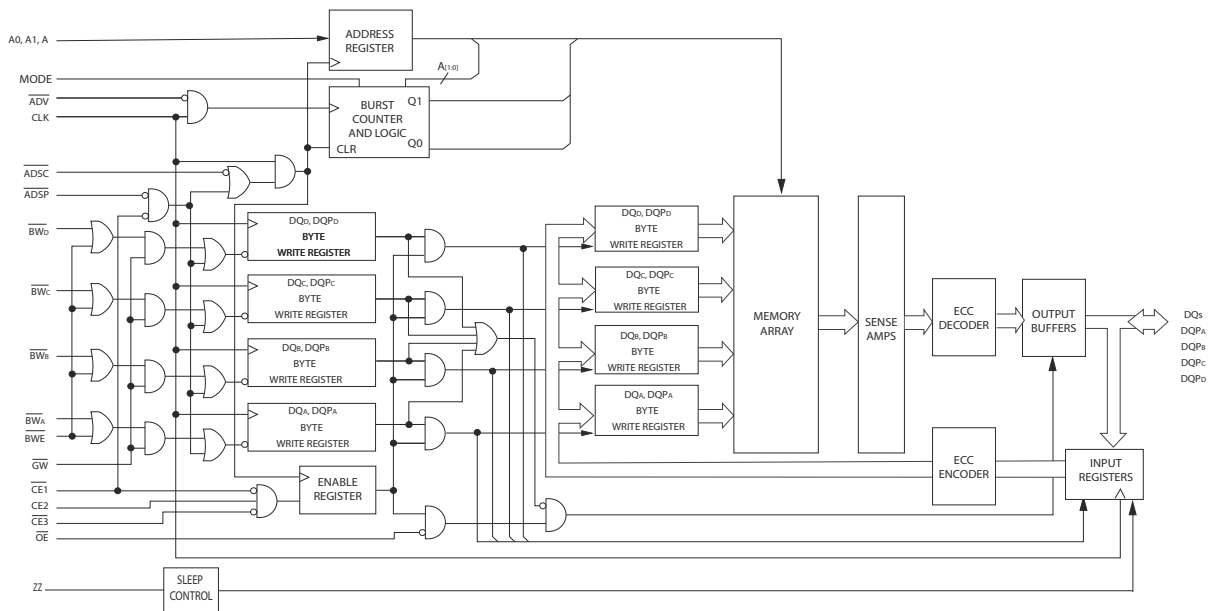 A0, A1, A
ADDRESS
REGISTER
MODE
A[1:0]
ADV
CLK
BURST
COUNTER
AND LOGIC
Q1
Q0
CLR
ADSC
ADSP
BWD
DQD, DQPD
BYTE
WRITE REGISTER
BWC
DQC, DQPC
BYTE
WRITE REGISTER
BWB
DQB, DQPB
BYTE
WRITE REGISTER
BWA
BWE
DQA, DQPA
BYTE
WRITE REGISTER
GW
CE1
CE2
CE3
OE
ENABLE
REGISTER
DQD, DQPD
BYTE
WRITE REGISTER
DQC, DQPC
BYTE
WRITE REGISTER
DQB, DQPB
BYTE
WRITE REGISTER
DQA, DQPA
BYTE
WRITE REGISTER
MEMORY
ARRAY
SENSE
AMPS
ECC
DECODER
OUTPUT
BUFFERS
DQs
DQPA
DQPB
DQPC
DQPD
ECC
ENCODER
INPUT
REGISTERS
ZZ
SLEEP
CONTROL